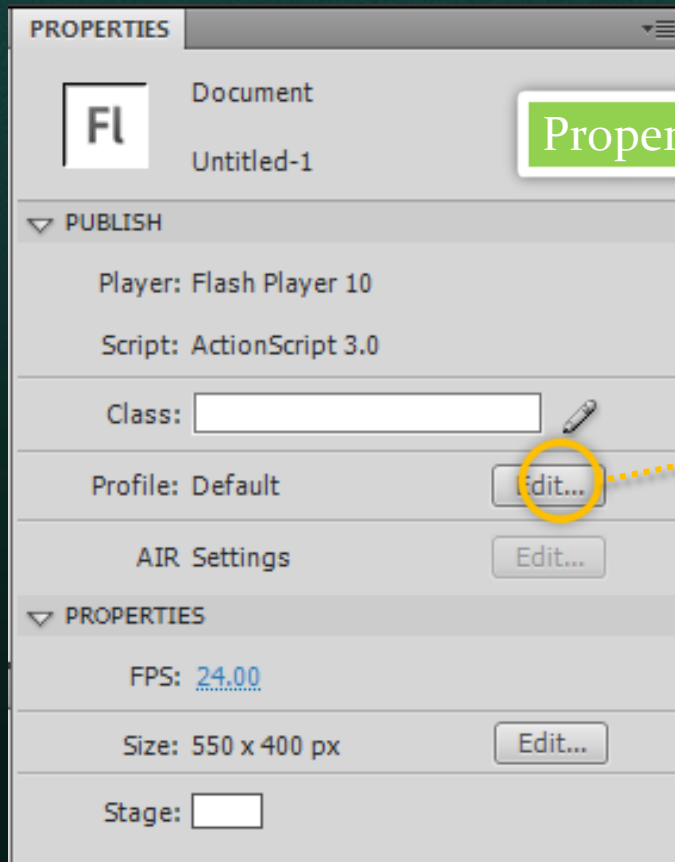 PROPERTIES
Fl
Document
Untitled-1
PUBLISH
Player: Flash Player 10
Script: ActionScript 3.0
Class:
Profile: Default Edit...
AIR Settings Edit...
PROPERTIES
FPS: 24.00
Size: 550 x 400 px Edit...
Stage: